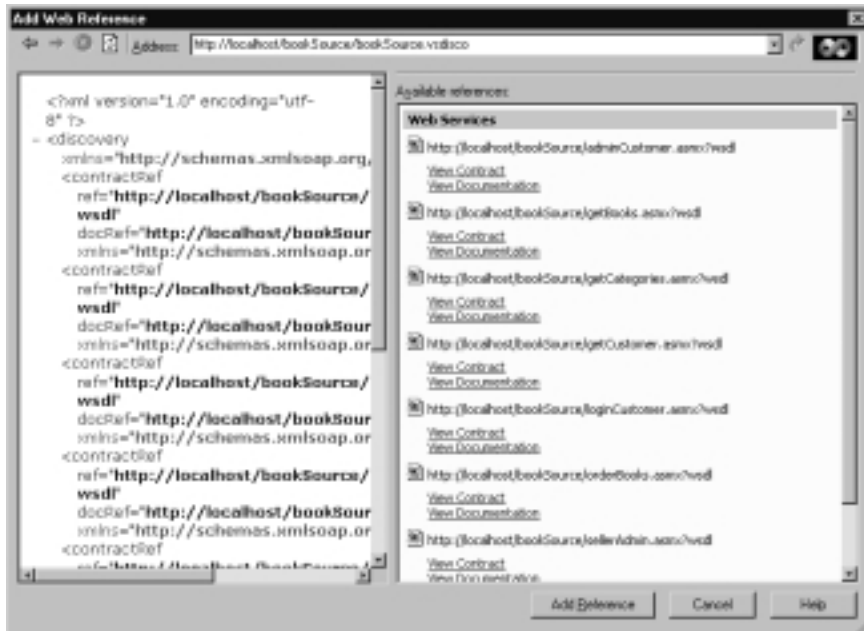 Add Web Reference
Address: http://localhost/bookSource/bookSource.vsdisco
<?xml version="1.0" encoding="utf-
8" ?>
- <discovery
xmlns="http://schemas.xmlsoap.org,
<contractRef
ref="http://localhost/bookSource/
wsdl"
docRef="http://localhost/bookSour
xmlns="http://schemas.xmlsoap.or
<contractRef
ref="http://localhost/bookSource/
wsdl"
docRef="http://localhost/bookSour
xmlns="http://schemas.xmlsoap.or
<contractRef
ref="http://localhost/bookSource/
wsdl"
docRef="http://localhost/bookSour
xmlns="http://schemas.xmlsoap.or
<contractRef
ref="http://localhost/bookSource/
wsdl"
docRef="http://localhost/bookSour
xmlns="http://schemas.xmlsoap.or
<contractRef
ref="http://localhost/bookSource/
Available references:
Web Services
http://localhost/bookSource/adminCustomer.asmx?wsdl
View Contract
View Documentation
http://localhost/bookSource/getBooks.asmx?wsdl
View Contract
View Documentation
http://localhost/bookSource/getCategories.asmx?wsdl
View Contract
View Documentation
http://localhost/bookSource/getCustomer.asmx?wsdl
View Contract
View Documentation
http://localhost/bookSource/loginCustomer.asmx?wsdl
View Contract
View Documentation
http://localhost/bookSource/orderBooks.asmx?wsdl
View Contract
View Documentation
http://localhost/bookSource/sellerAdmin.asmx?wsdl
View Contract
View Documentation
Add Reference
Cancel
Help